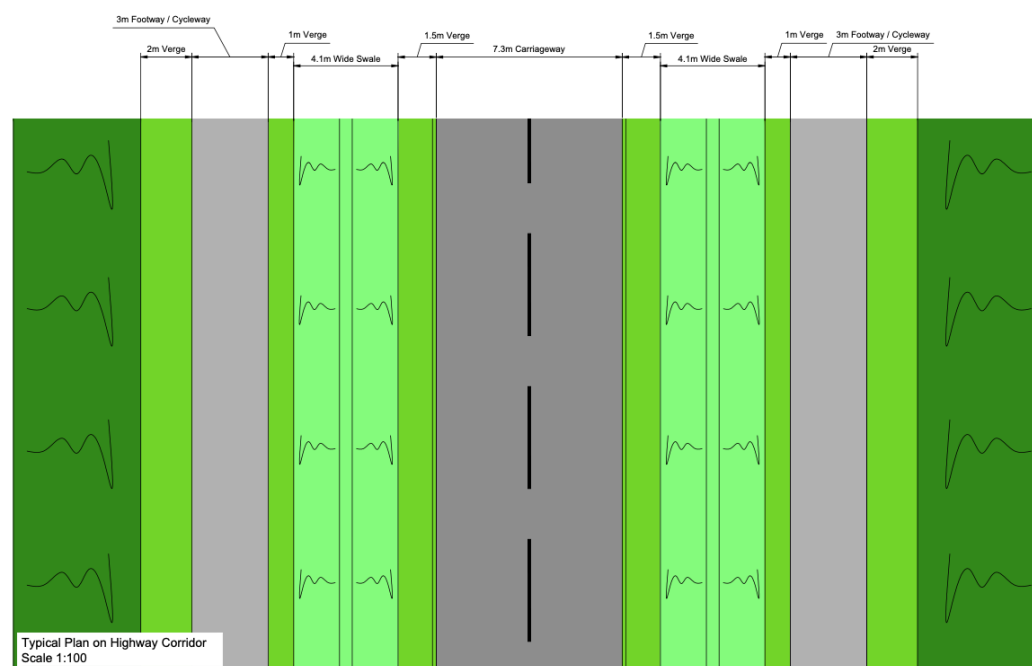 3m Footway / Cycleway
2m Verge
1m Verge
4.1m Wide Swale
1.5m Verge
7.3m Carriageway
1.5m Verge
4.1m Wide Swale
1m Verge
3m Footway / Cycleway
2m Verge
Typical Plan on Highway Corridor
Scale 1:100